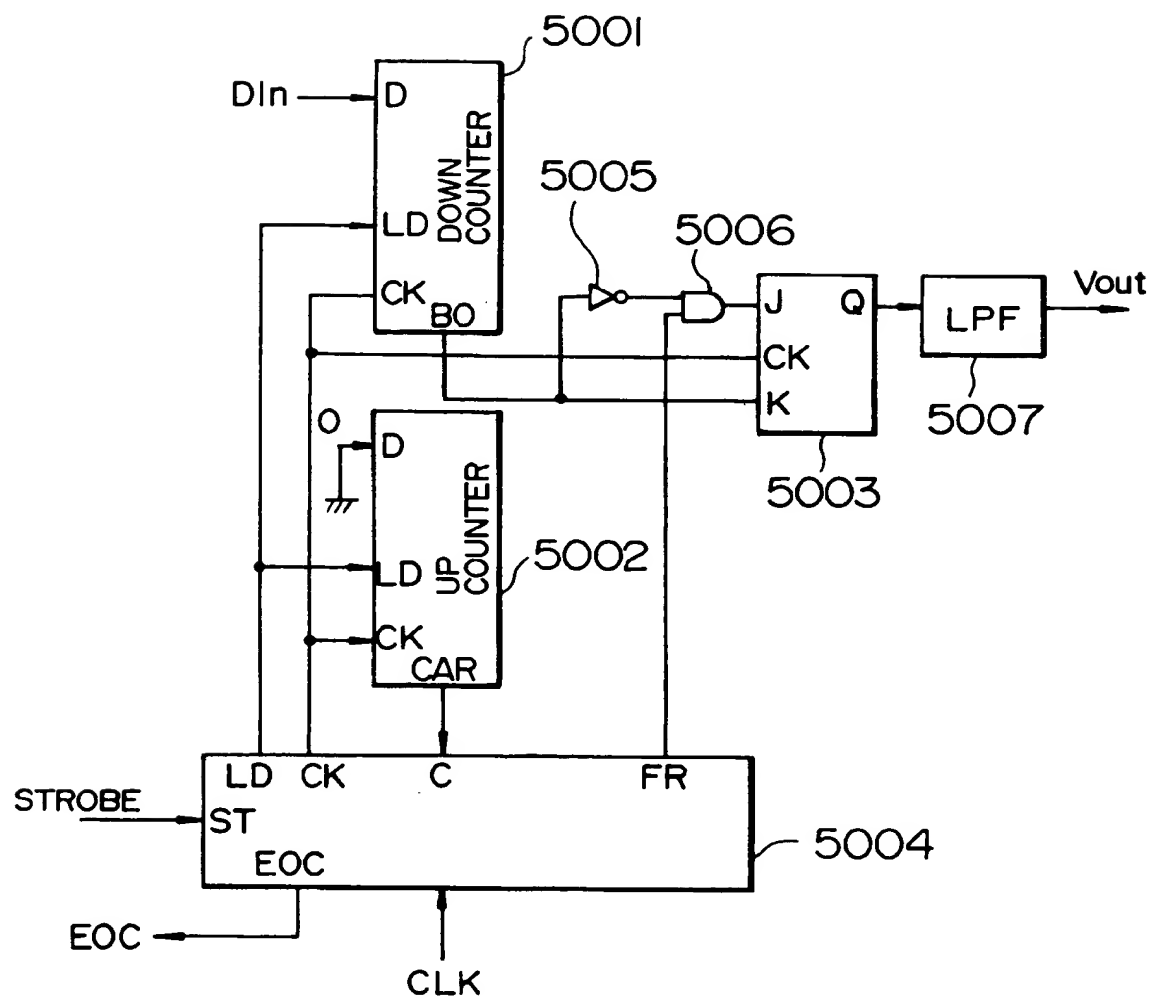 5001
DIn
D
DOWN
COUNTER
LD
CK
BO
5005
5006
J
Q
CK
K
5003
LPF
5007
Vout
0
D
UP
COUNTER
LD
CK
CAR
5002
LD
CK
C
FR
STROBE
ST
EOC
5004
EOC
CLK